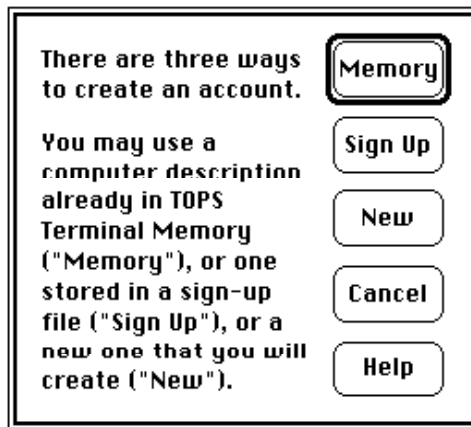 There are three ways
to create an account.
You may use a
computer description
already in TOPS
Terminal Memory
("Memory"), or one
stored in a sign-up
file ("Sign Up"), or a
new one that you will
create ("New").
Memory
Sign Up
New
Cancel
Help